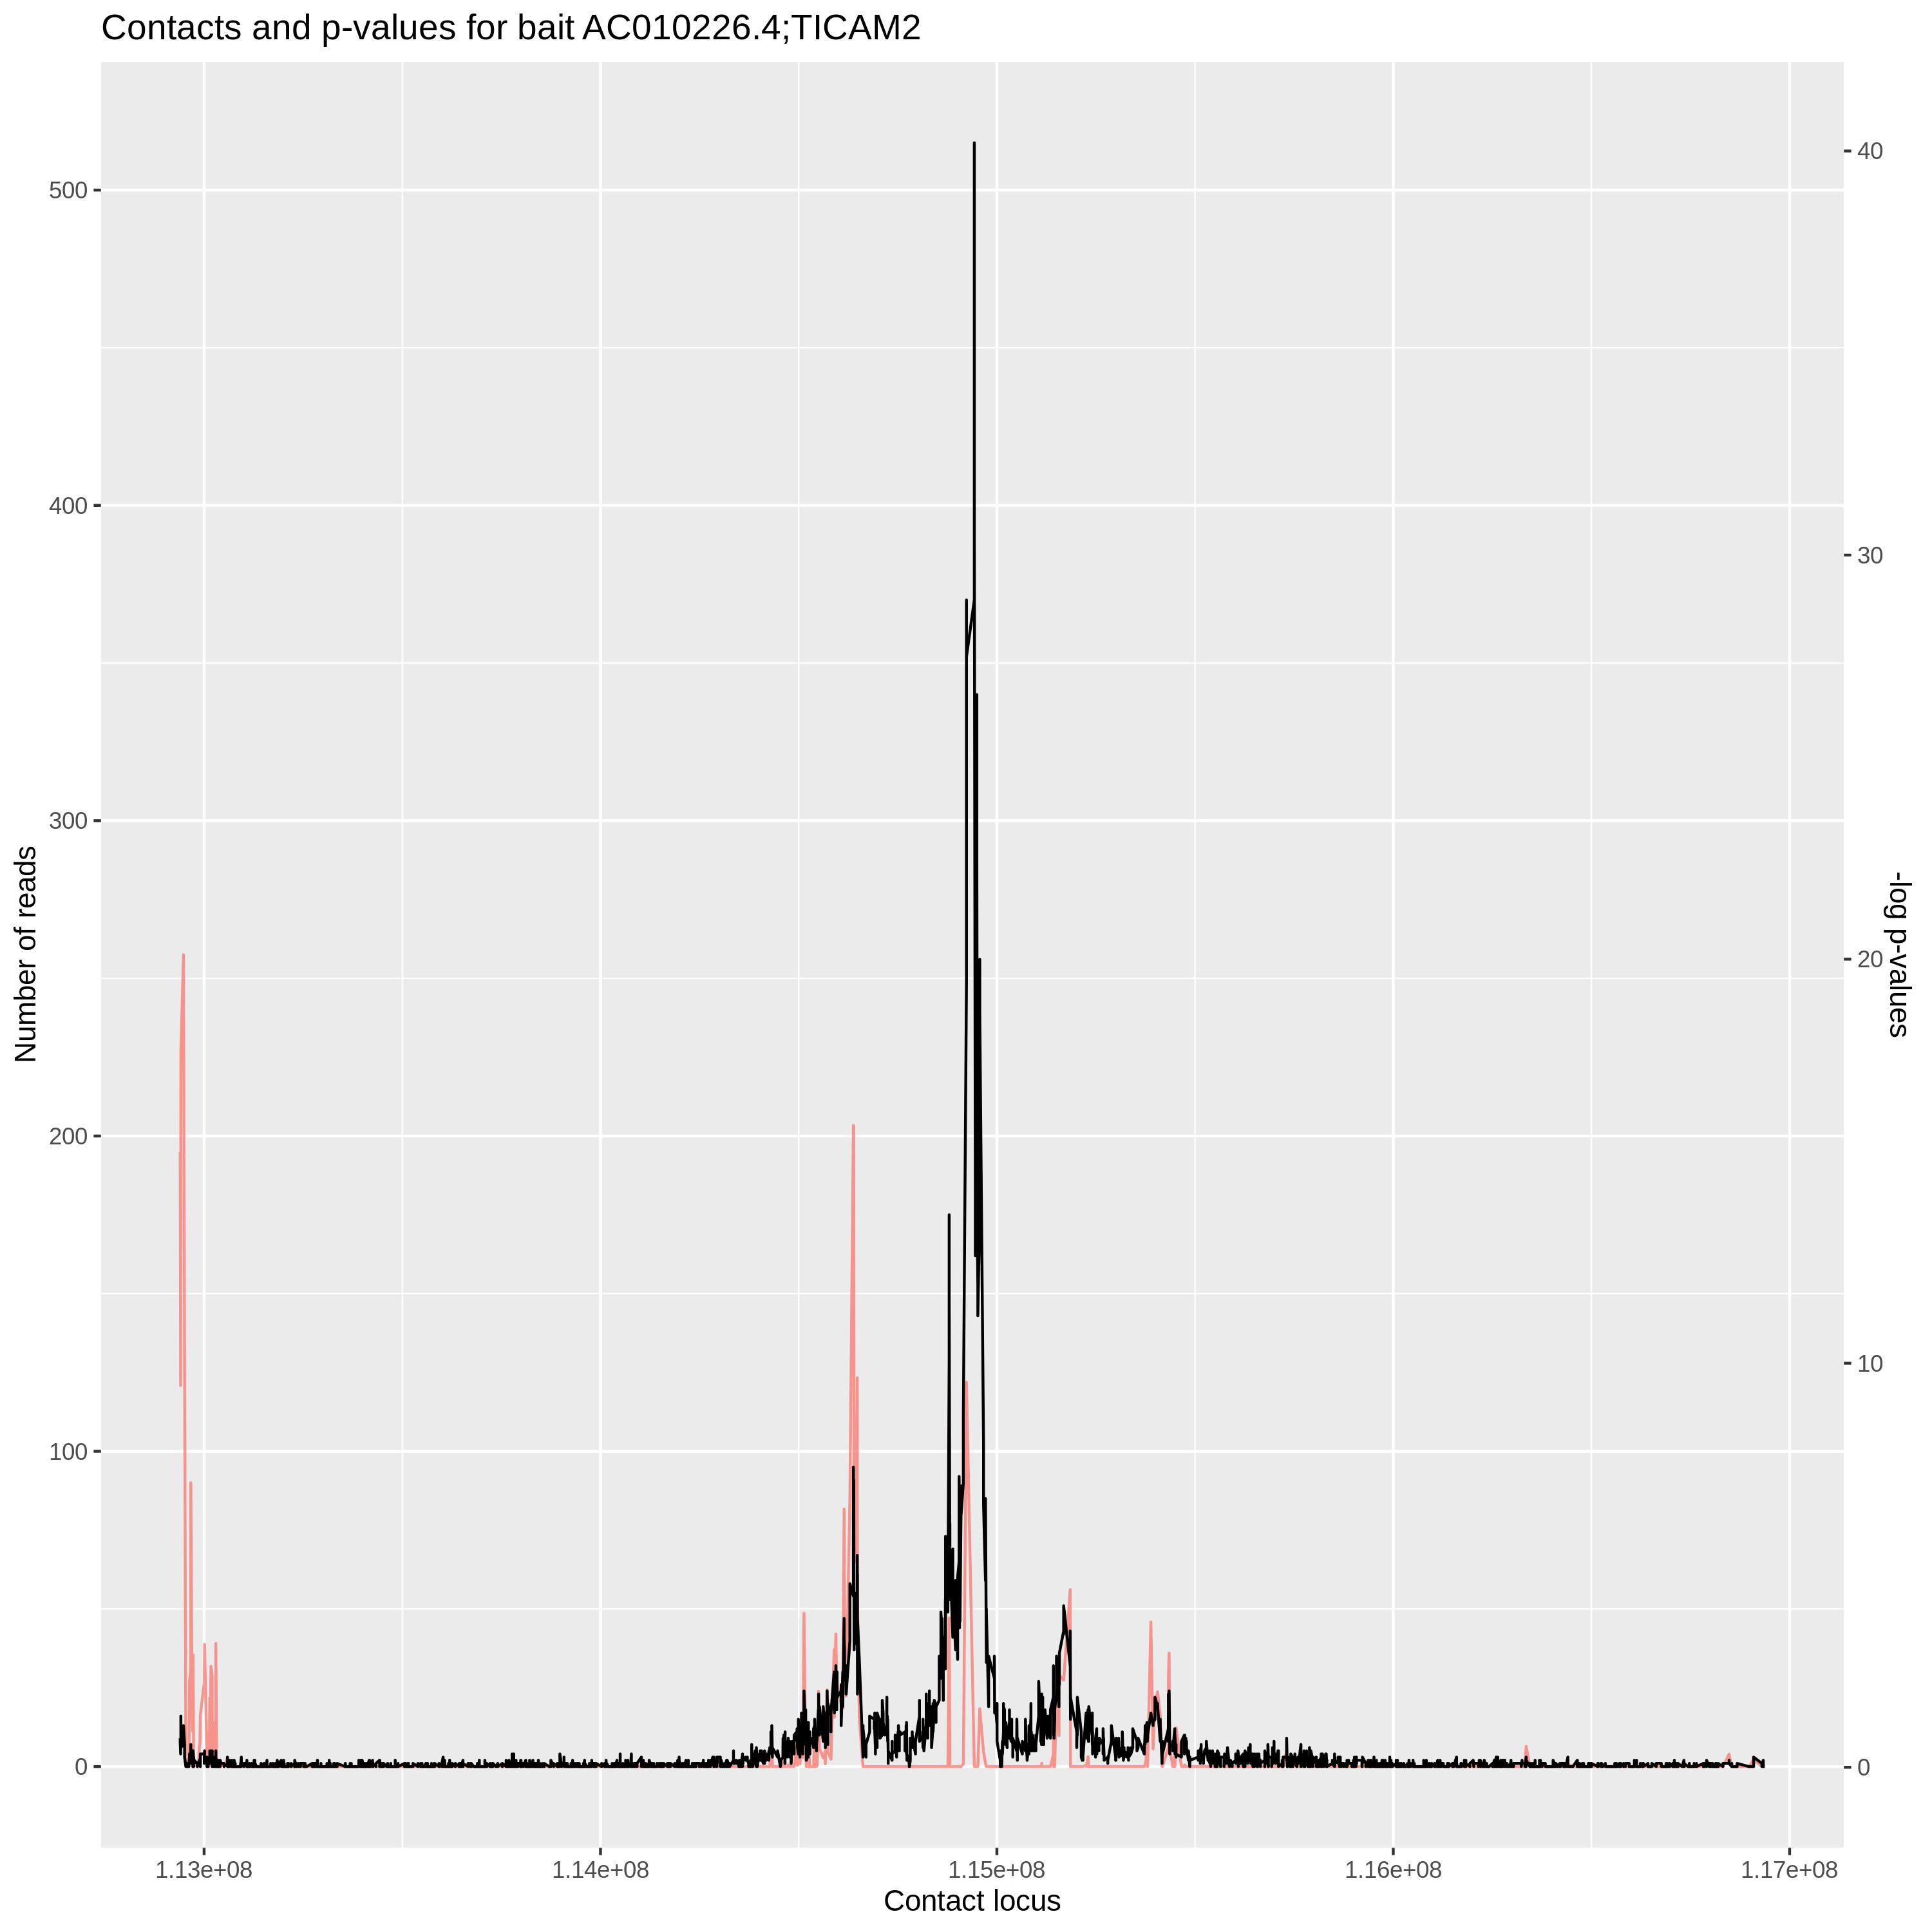 Contacts and p-values for bait AC010226.4;TICAM2
500
400
300
200
100
0
Number of reads
40
30
20
10
0
-log p-values
1.13e+08 1.14e+08 1.15e+08 1.16e+08 1.17e+08
Contact locus